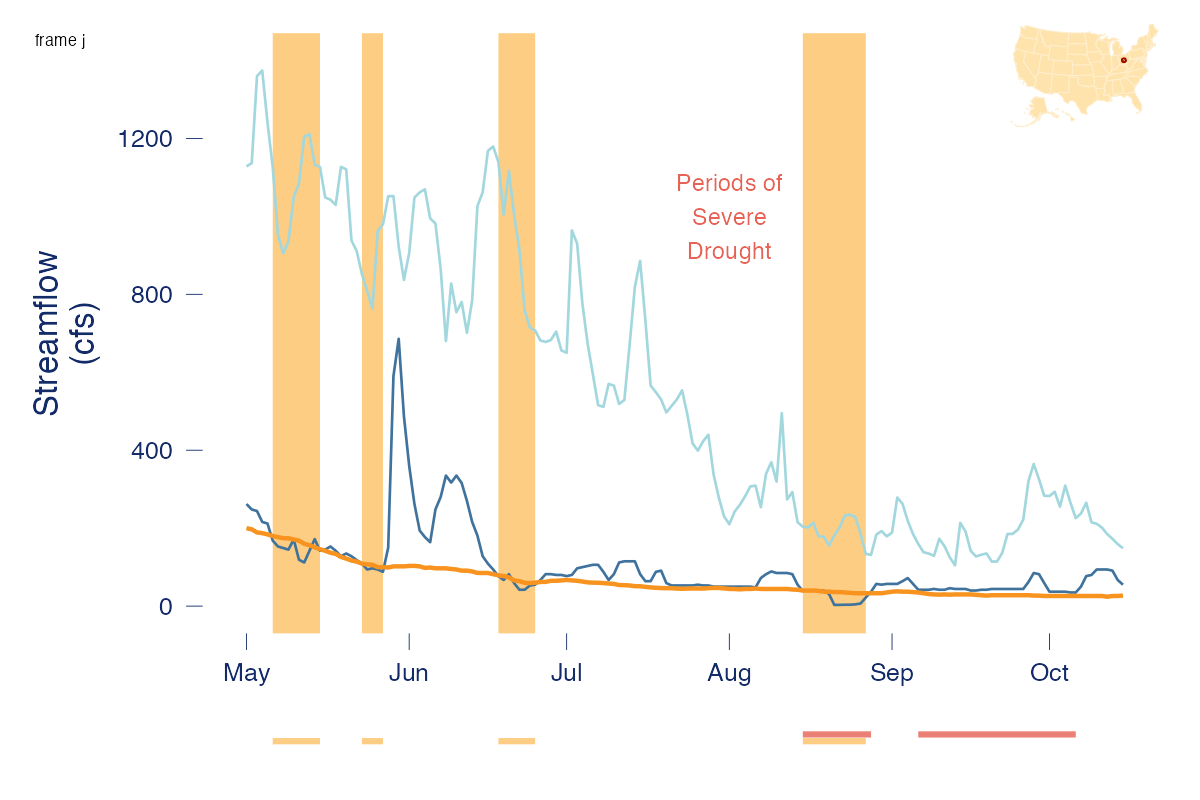 frame j
Periods of
Severe
Drought
Streamflow
(cfs)
1200
800
400
0
May
Jun
Jul
Aug
Sep
Oct